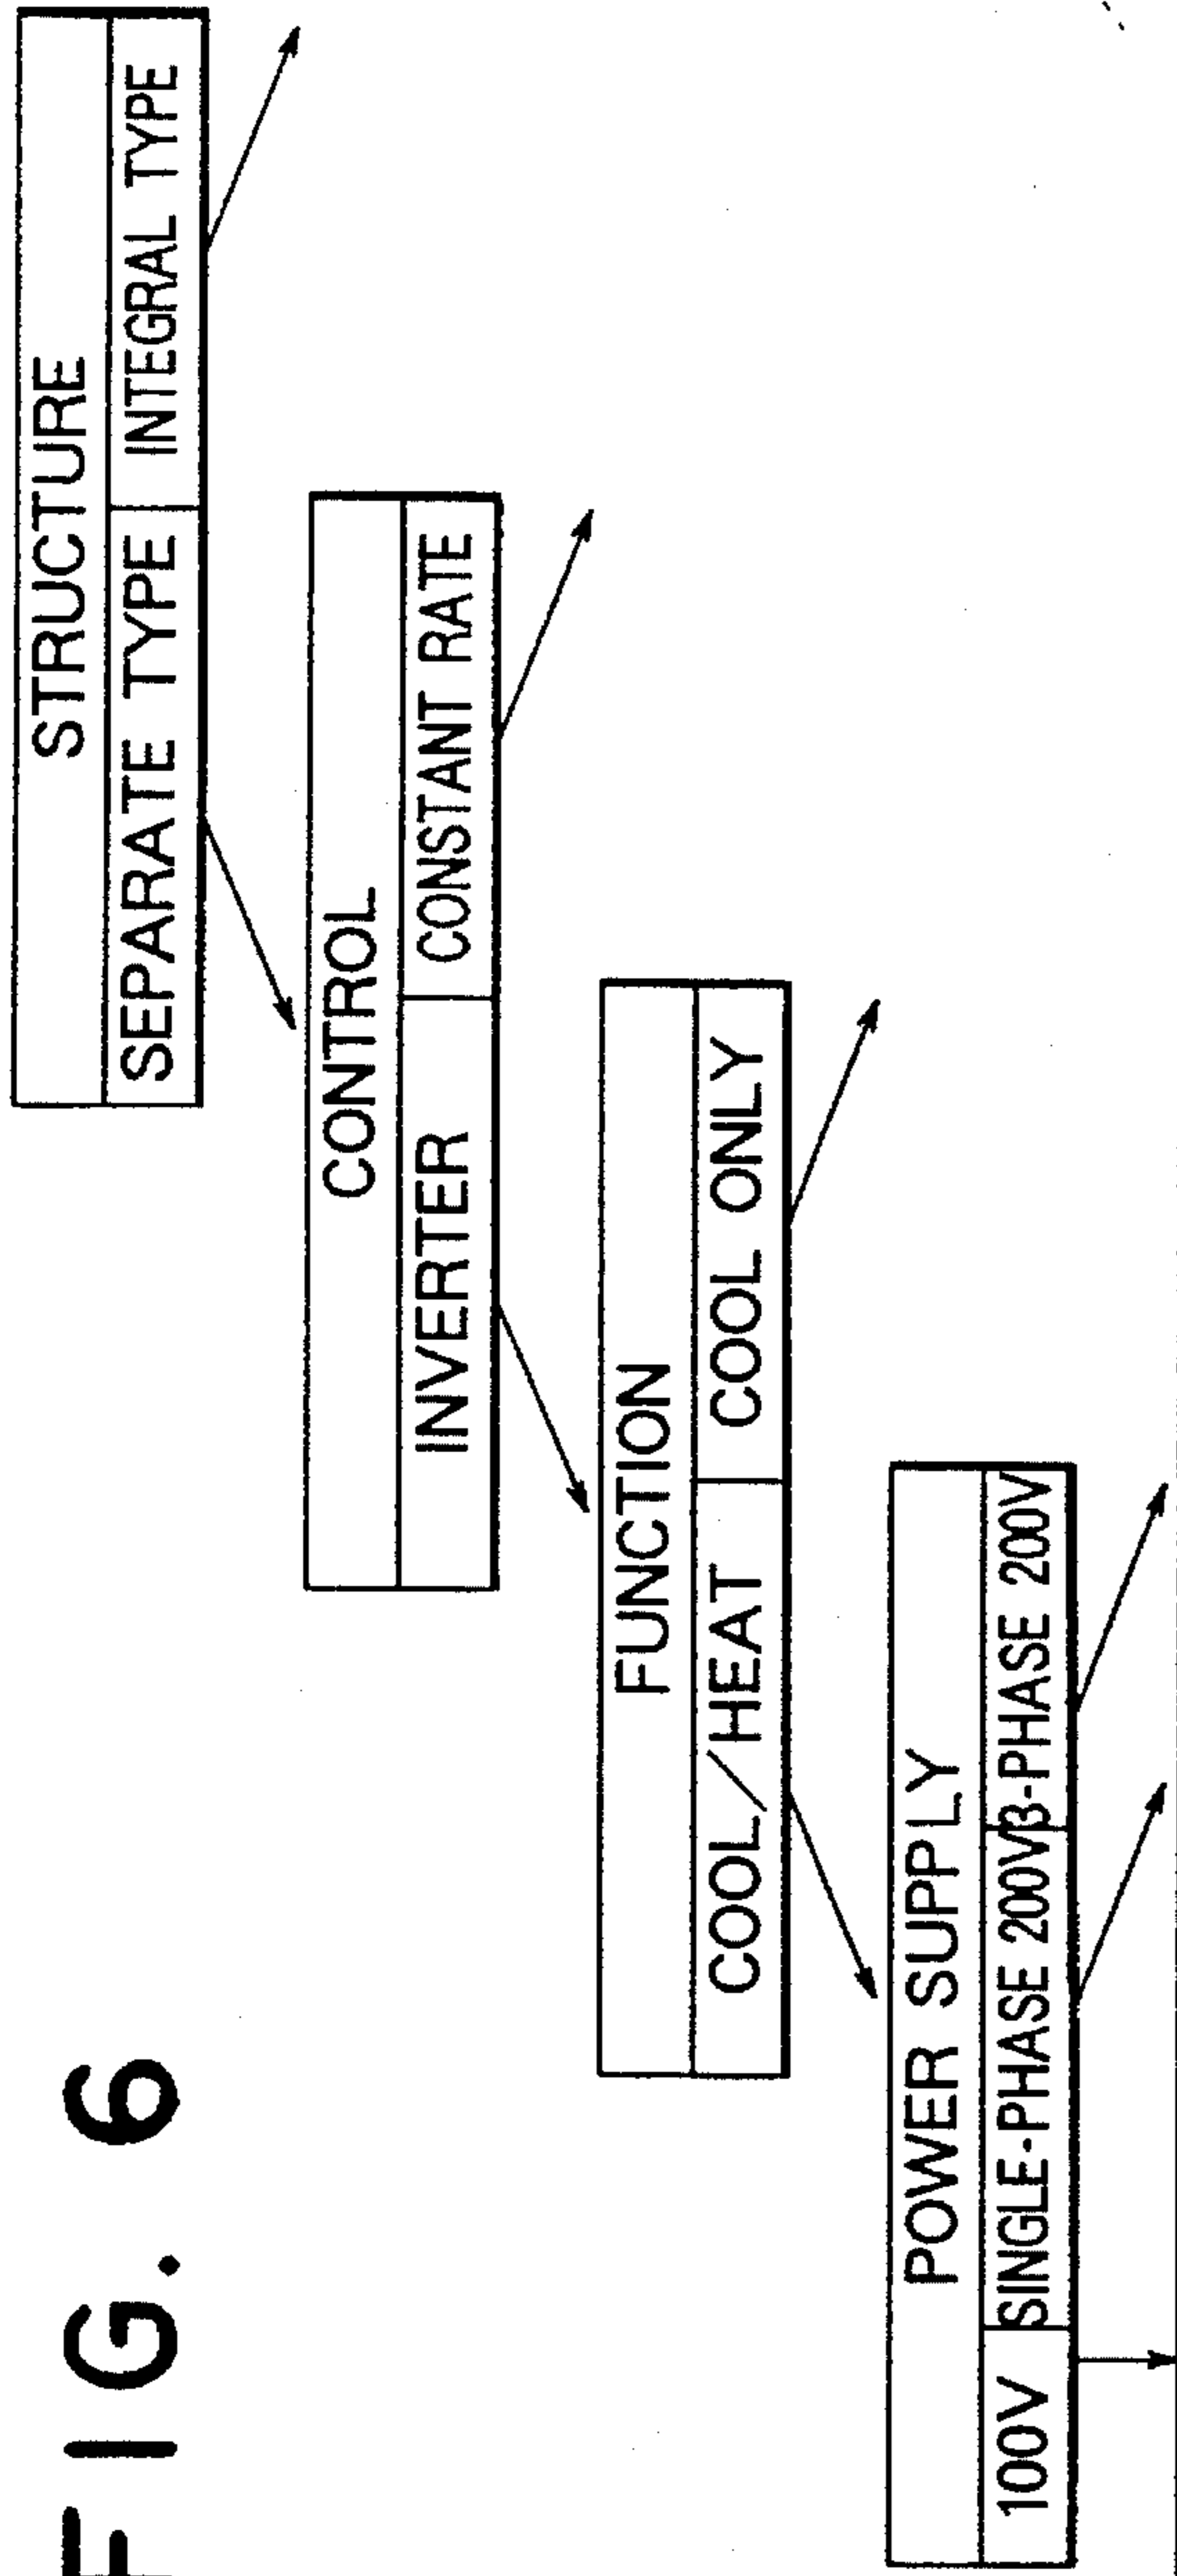 FIG. 6
STRUCTURE
SEPARATE TYPE INTEGRAL TYPE
CONTROL
INVERTER CONSTANT RATE
FUNCTION
COOL/HEAT COOL ONLY
POWER SUPPLY
100V SINGLE-PHASE 200V 3-PHASE 200V